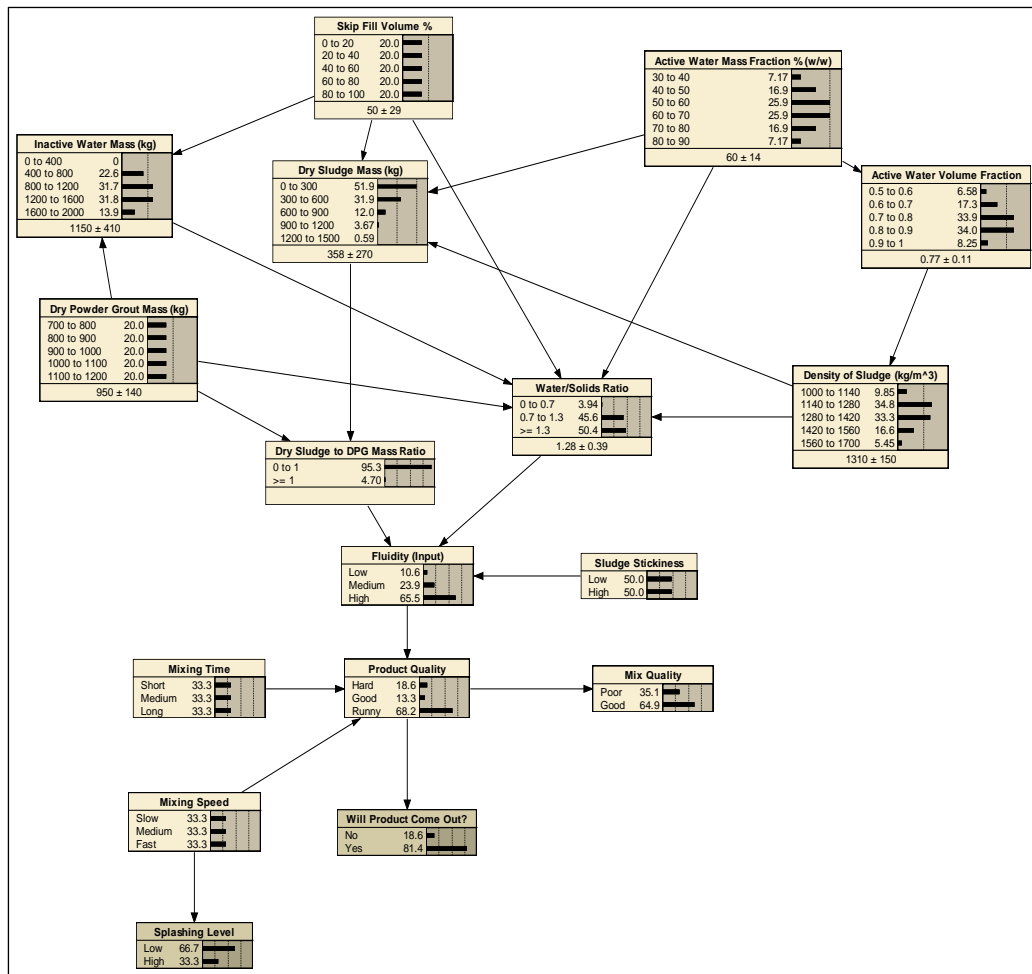 Skip Fill Volume %
0 to 20 20.0
20 to 40 20.0
40 to 60 20.0
60 to 80 20.0
80 to 100 20.0
50 ± 29
Active Water Mass Fraction % (w/w)
30 to 40 7.17
40 to 50 16.9
50 to 60 25.9
60 to 70 25.9
70 to 80 16.9
80 to 90 7.17
60 ± 14
Inactive Water Mass (kg)
0 to 400 0
400 to 800 22.6
800 to 1200 31.7
1200 to 1600 31.8
1600 to 2000 13.9
1150 ± 410
Dry Sludge Mass (kg)
0 to 300 51.9
300 to 600 31.9
600 to 900 12.0
900 to 1200 3.67
1200 to 1500 0.59
358 ± 270
Active Water Volume Fraction
0.5 to 0.6 6.58
0.6 to 0.7 17.3
0.7 to 0.8 33.9
0.8 to 0.9 34.0
0.9 to 1 8.25
0.77 ± 0.11
Dry Powder Grout Mass (kg)
700 to 800 20.0
800 to 900 20.0
900 to 1000 20.0
1000 to 1100 20.0
1100 to 1200 20.0
950 ± 140
Water/Solids Ratio
0 to 0.7 3.94
0.7 to 1.3 45.6
>= 1.3 50.4
1.28 ± 0.39
Density of Sludge (kg/m^3)
1000 to 1140 9.85
1140 to 1280 34.8
1280 to 1420 33.3
1420 to 1560 16.6
1560 to 1700 5.45
1310 ± 150
Dry Sludge to DPG Mass Ratio
0 to 1 95.3
>= 1 4.70
Fluidity (Input)
Low 10.6
Medium 23.9
High 65.5
Sludge Stickiness
Low 50.0
High 50.0
Mixing Time
Short 33.3
Medium 33.3
Long 33.3
Product Quality
Hard 18.6
Good 13.3
Runny 68.2
Mix Quality
Poor 35.1
Good 64.9
Mixing Speed
Slow 33.3
Medium 33.3
Fast 33.3
Will Product Come Out?
No 18.6
Yes 81.4
Splashing Level
Low 66.7
High 33.3